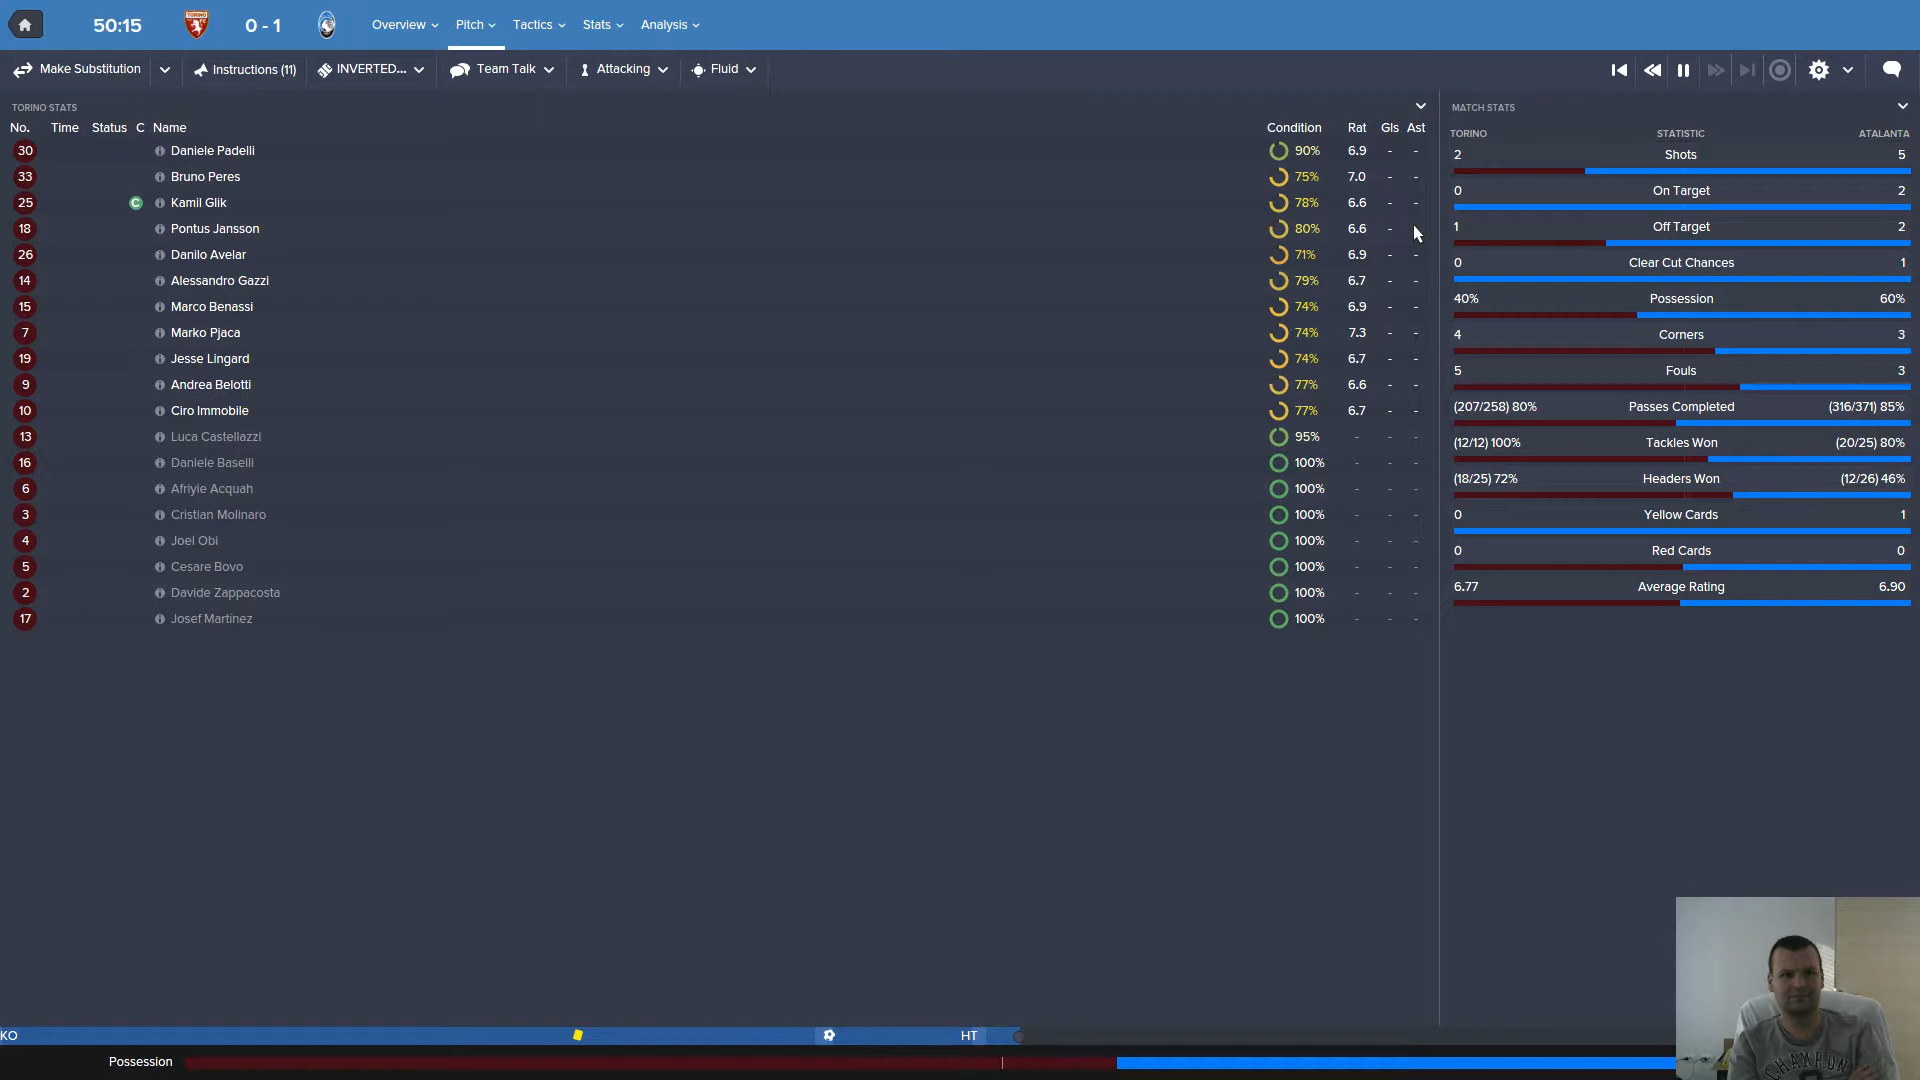 50:15 TORINO FC 0 - 1 Overview Pitch Tactics Stats Analysis
Make Substitution Instructions (11) INVERTED... Team Talk Attacking Fluid
TORINO STATS
No. Time Status C Name Condition Rat Gls Ast
30 Daniele Padelli 90% 6.9 - -
33 Bruno Peres 75% 7.0 - -
25 C Kamil Glik 78% 6.6 - -
18 Pontus Jansson 80% 6.6 - -
26 Danilo Avelar 71% 6.9 - -
14 Alessandro Gazzi 79% 6.7 - -
15 Marco Benassi 74% 6.9 - -
7 Marko Pjaca 74% 7.3 - -
19 Jesse Lingard 74% 6.7 - -
9 Andrea Belotti 77% 6.6 - -
10 Ciro Immobile 77% 6.7 - -
13 Luca Castellazzi 95% - - -
16 Daniele Baselli 100% - - -
6 Afriyie Acquah 100% - - -
3 Cristian Molinaro 100% - - -
4 Joel Obi 100% - - -
5 Cesare Bovo 100% - - -
2 Davide Zappacosta 100% - - -
17 Josef Martínez 100% - - -
MATCH STATS
TORINO STATISTIC ATALANTA
2 Shots 5
0 On Target 2
1 Off Target 2
0 Clear Cut Chances 1
40% Possession 60%
4 Corners 3
5 Fouls 3
(207/258) 80% Passes Completed (316/371) 85%
(12/12) 100% Tackles Won (20/25) 80%
(18/25) 72% Headers Won (12/26) 46%
0 Yellow Cards 1
0 Red Cards 0
6.77 Average Rating 6.90
KO HT
Possession
CHAMPION